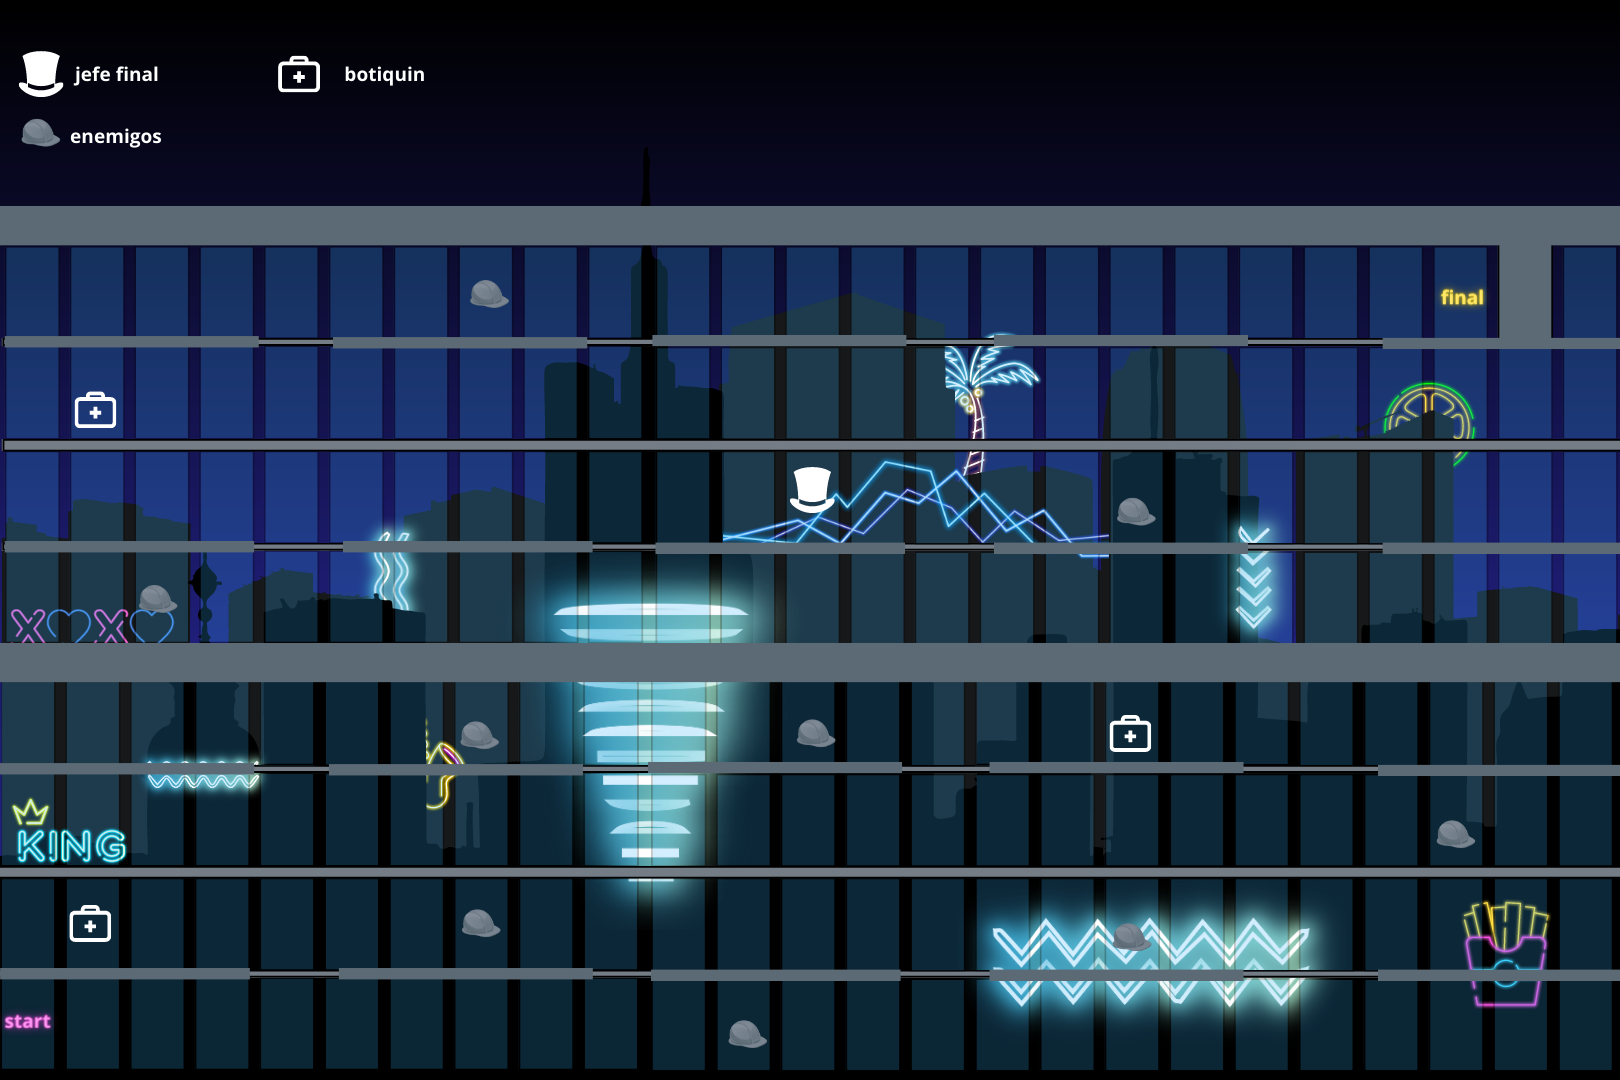 jefe final
botiquin
enemigos
final
XOXO
KING
start